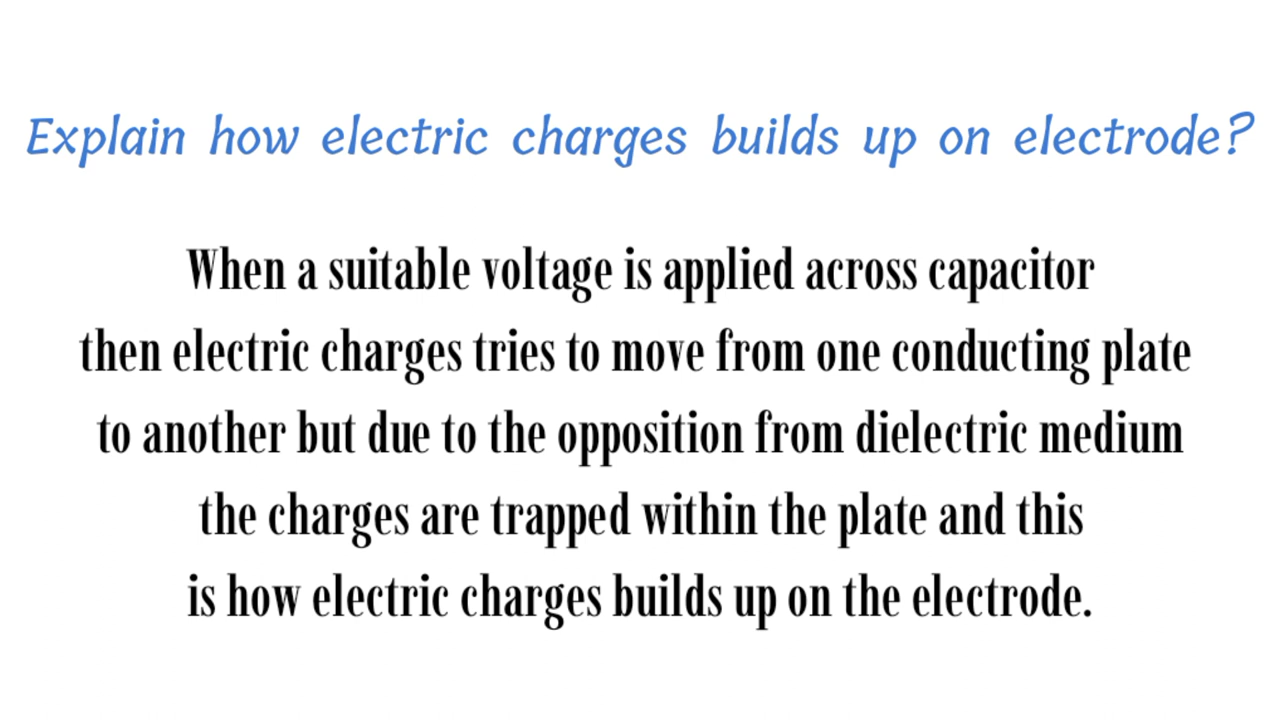 Explain how electric charges builds up on electrode?
When a suitable voltage is applied across capacitor
then electric charges tries to move from one conducting plate
to another but due to the opposition from dielectric medium
the charges are trapped within the plate and this
is how electric charges builds up on the electrode.